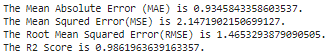 The Mean Absolute Error (MAE) is 0.9345843358603537.
The Mean Squred Error(MSE) is 2.1471902150699127.
The Root Mean Squared Error(RMSE) is 1.4653293879090505.
The R2 Score is 0.9861963639163357.